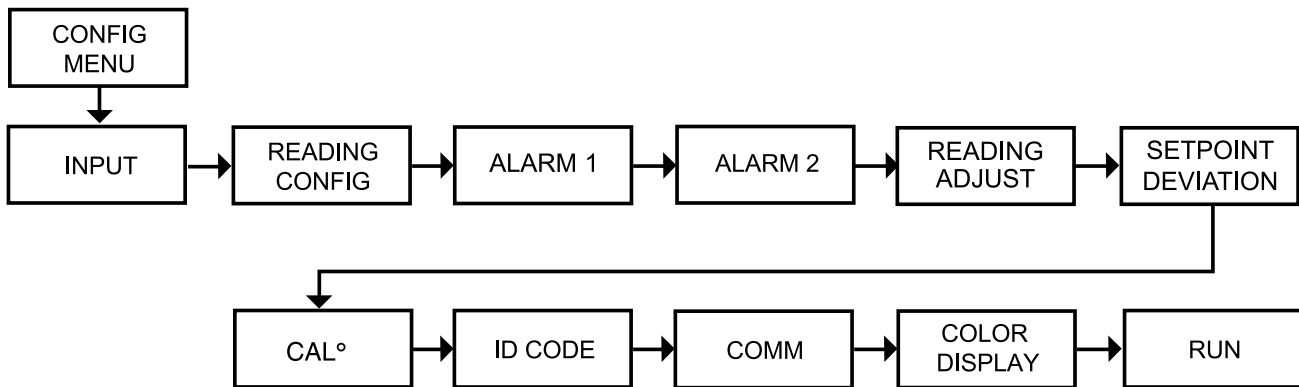 CONFIG
MENU
INPUT
READING
CONFIG
ALARM 1
ALARM 2
READING
ADJUST
SETPOINT
DEVIATION
CAL°
ID CODE
COMM
COLOR
DISPLAY
RUN